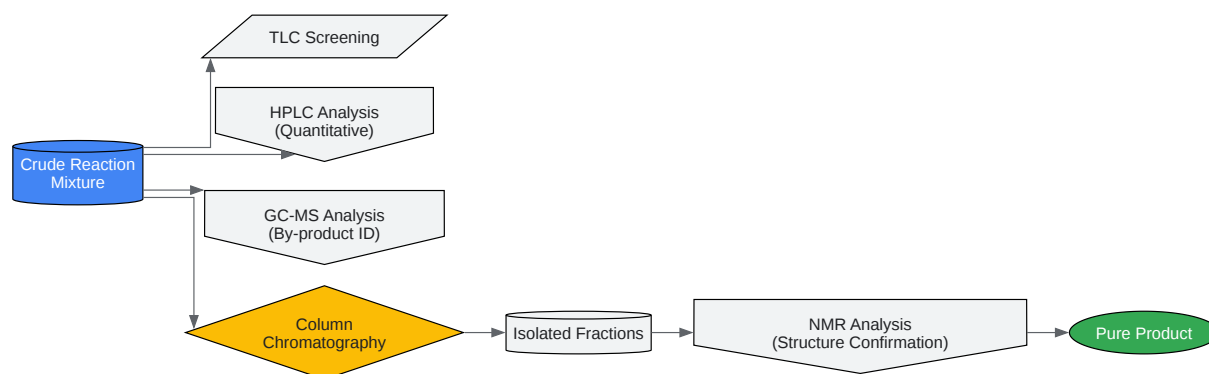 TLC Screening
HPLC Analysis
(Quantitative)
Crude Reaction
Mixture
GC-MS Analysis
(By-product ID)
Column
Chromatography
Isolated Fractions
NMR Analysis
(Structure Confirmation)
Pure Product